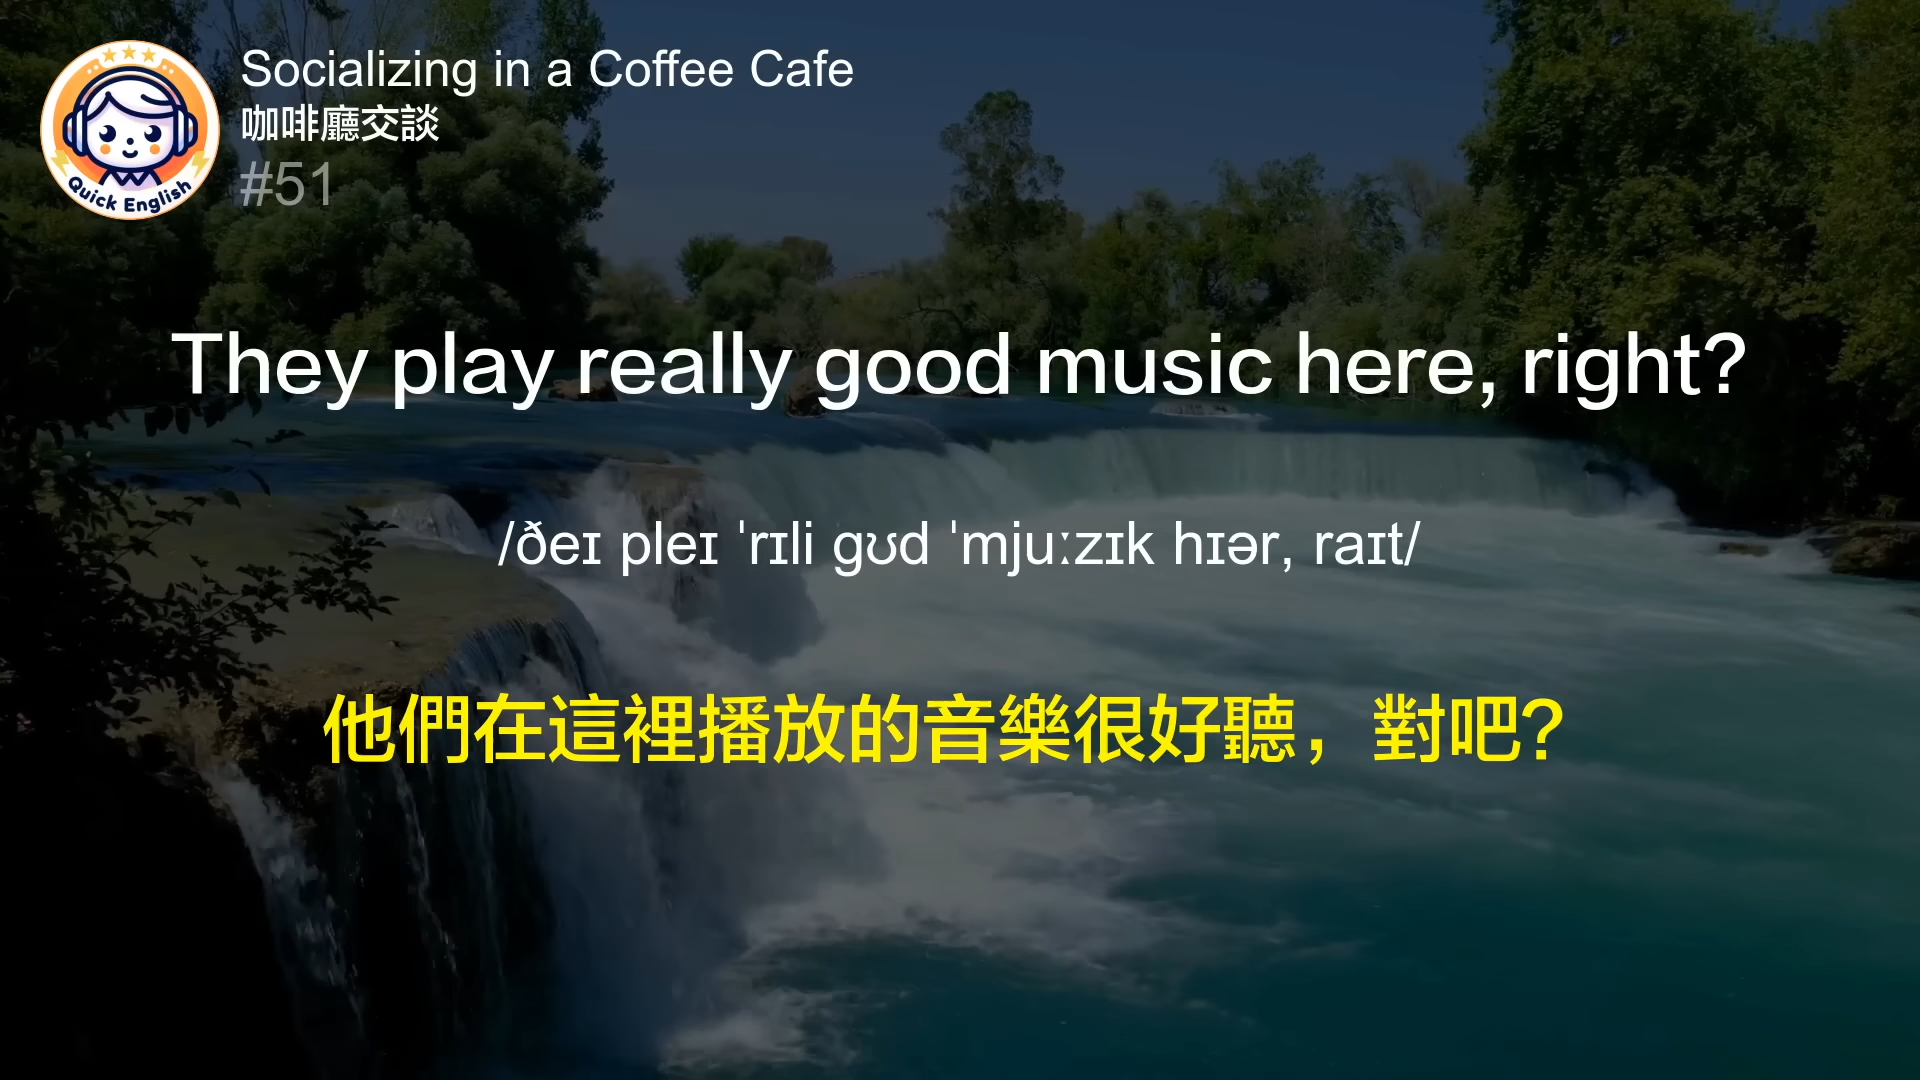 Socializing in a Coffee Cafe
咖啡廳交談
#51
Quick English
They play really good music here, right?
/ðeɪ pleɪ ˈrɪli ɡʊd ˈmjuːzɪk hɪər, raɪt/
他們在這裡播放的音樂很好聽，對吧?